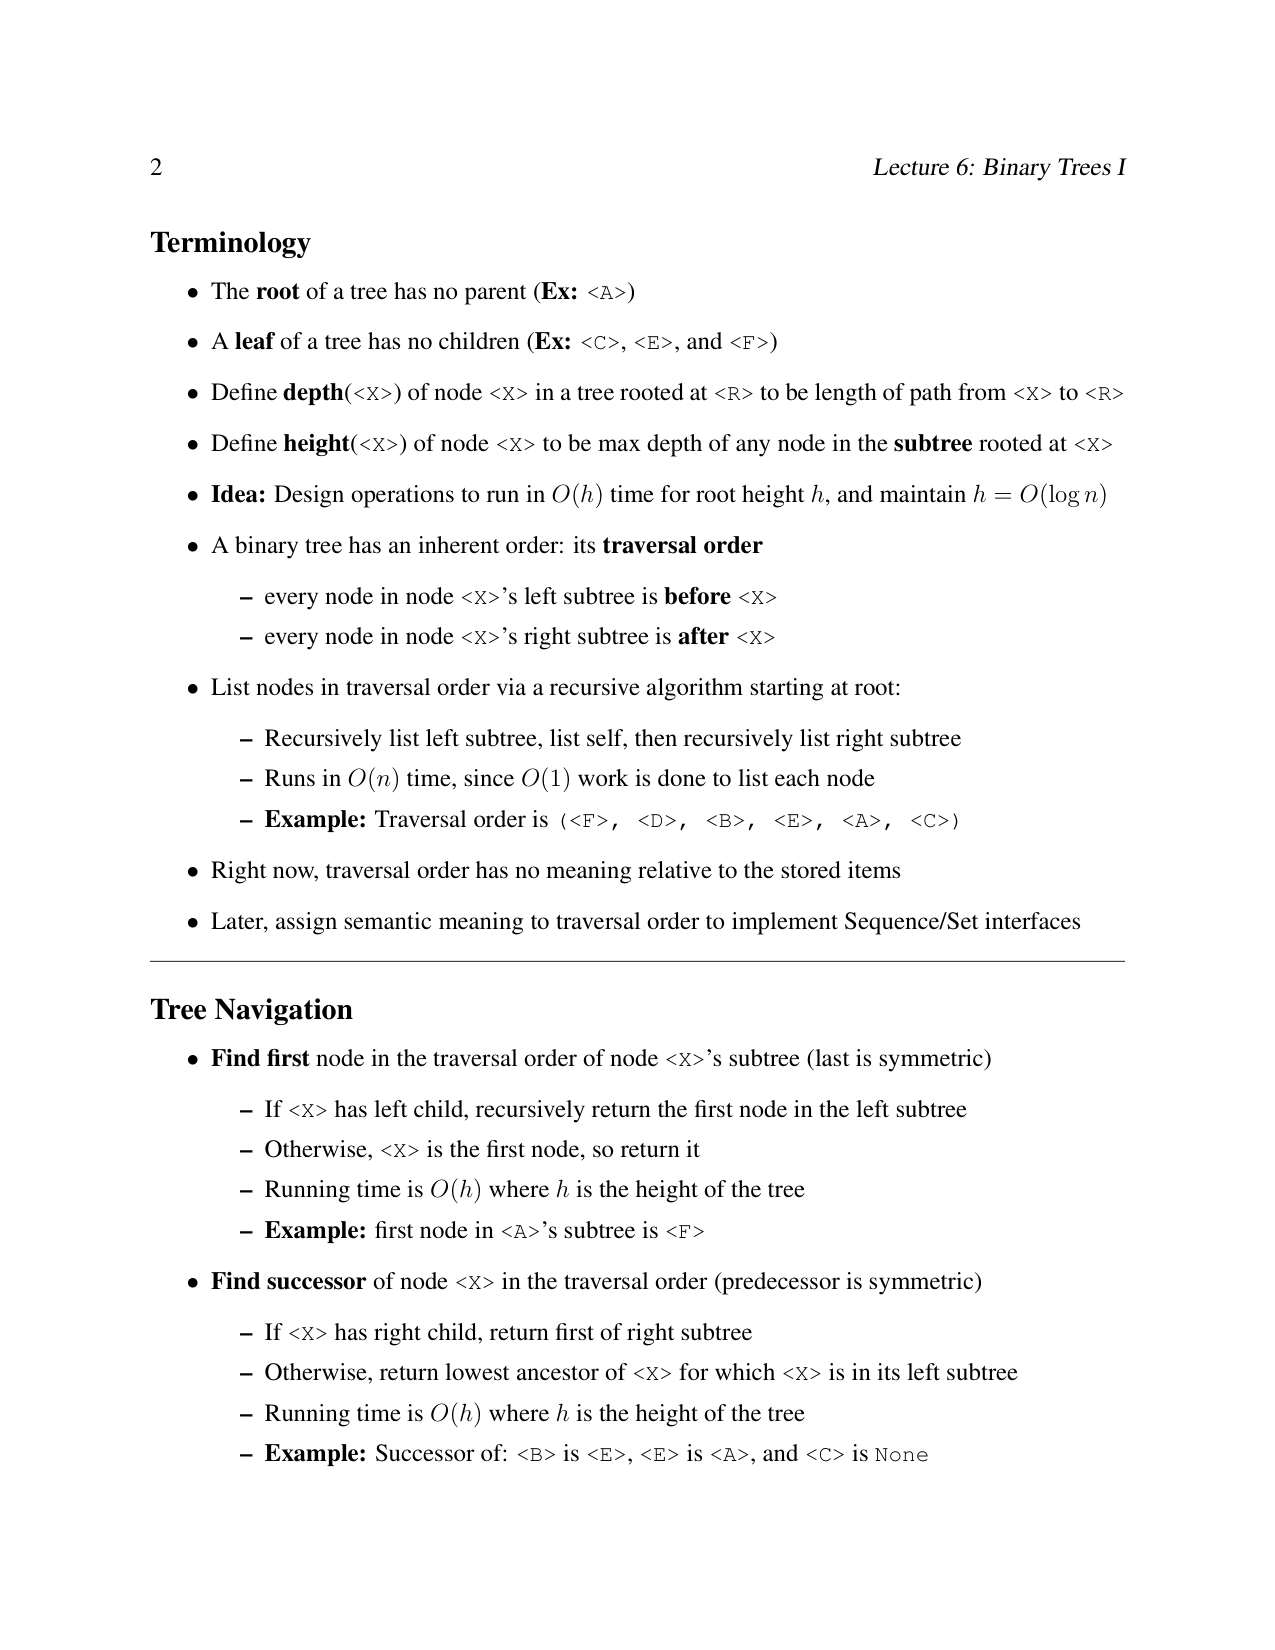 2 Lecture 6: Binary Trees I
Terminology
• The root of a tree has no parent (Ex: <A>)
• A leaf of a tree has no children (Ex: <C>, <E>, and <F>)
• Define depth(<X>) of node <X> in a tree rooted at <R> to be length of path from <X> to <R>
• Define height(<X>) of node <X> to be max depth of any node in the subtree rooted at <X>
• Idea: Design operations to run in O(h) time for root height h, and maintain h = O(log n)
• A binary tree has an inherent order: its traversal order
– every node in node <X>’s left subtree is before <X>
– every node in node <X>’s right subtree is after <X>
• List nodes in traversal order via a recursive algorithm starting at root:
– Recursively list left subtree, list self, then recursively list right subtree
– Runs in O(n) time, since O(1) work is done to list each node
– Example: Traversal order is (<F>, <D>, <B>, <E>, <A>, <C>)
• Right now, traversal order has no meaning relative to the stored items
• Later, assign semantic meaning to traversal order to implement Sequence/Set interfaces
Tree Navigation
• Find first node in the traversal order of node <X>’s subtree (last is symmetric)
– If <X> has left child, recursively return the first node in the left subtree
– Otherwise, <X> is the first node, so return it
– Running time is O(h) where h is the height of the tree
– Example: first node in <A>’s subtree is <F>
• Find successor of node <X> in the traversal order (predecessor is symmetric)
– If <X> has right child, return first of right subtree
– Otherwise, return lowest ancestor of <X> for which <X> is in its left subtree
– Running time is O(h) where h is the height of the tree
– Example: Successor of: <B> is <E>, <E> is <A>, and <C> is None